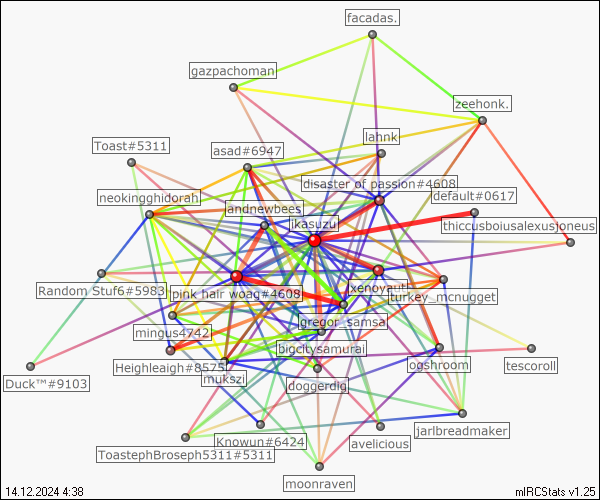 facadas.
gazpachoman
zeehonk.
lahnk
Toast#5311
asad#6947
disaster of passion#4608
default#0617
neokingghidorah
andnewbees
ikasuzu
thiccusboiusalexusjoneus
xenoyautl
Random Stuf6#5983
pink hair woag#4608
turkey_mcnugget
gregor_samsa
mingus4742
bigcitysamurai
Heighleaigh#8575
ogshroom
tescoroll
mukszi
doggerdig
Duck™#9103
jarlbreadmaker
Knowun#6424
avelicious
ToastephBroseph5311#5311
moonraven
14.12.2024 4:38
mIRCStats v1.25